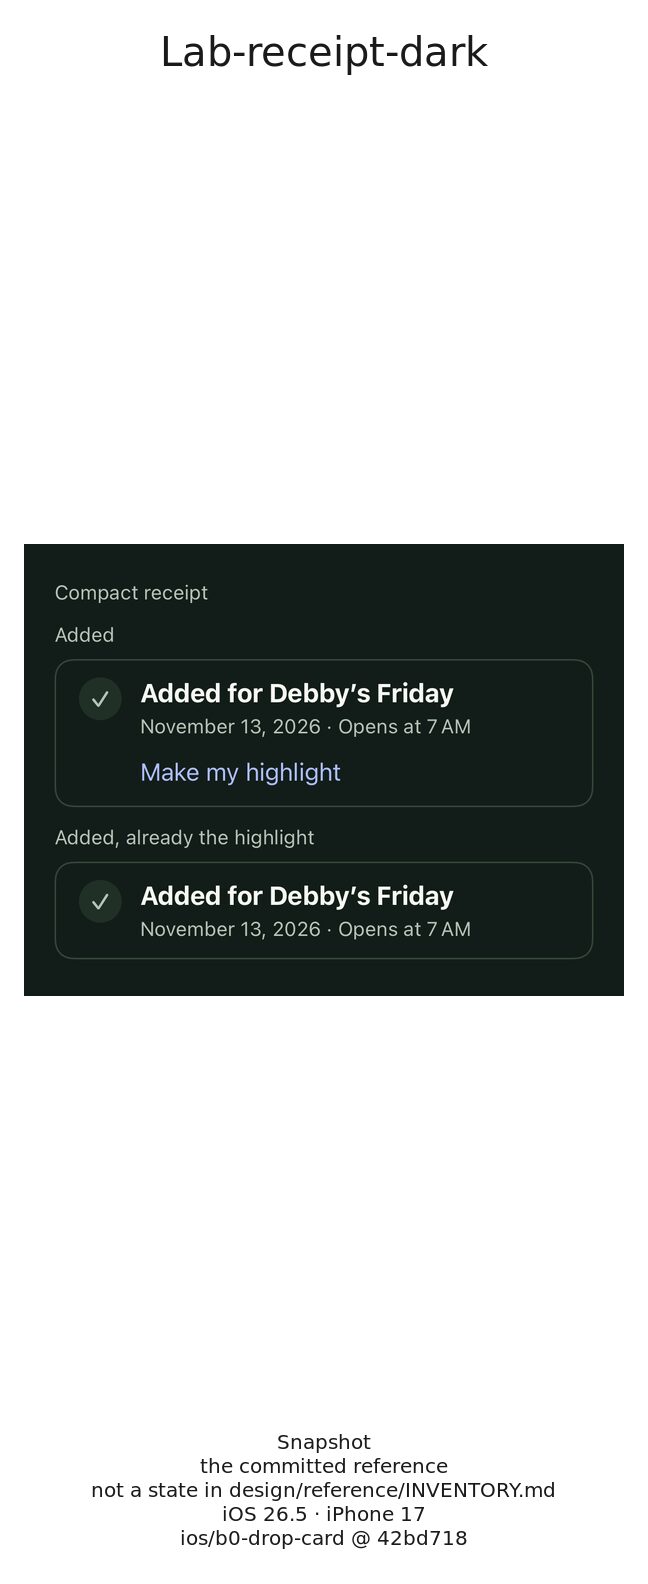 Lab-receipt-dark
Compact receipt
Added
Added for Debby’s Friday
November 13, 2026 · Opens at 7 AM
Make my highlight
Added, already the highlight
Added for Debby’s Friday
November 13, 2026 · Opens at 7 AM
Snapshot
the committed reference
not a state in design/reference/INVENTORY.md
iOS 26.5 · iPhone 17
ios/b0-drop-card @ 42bd718